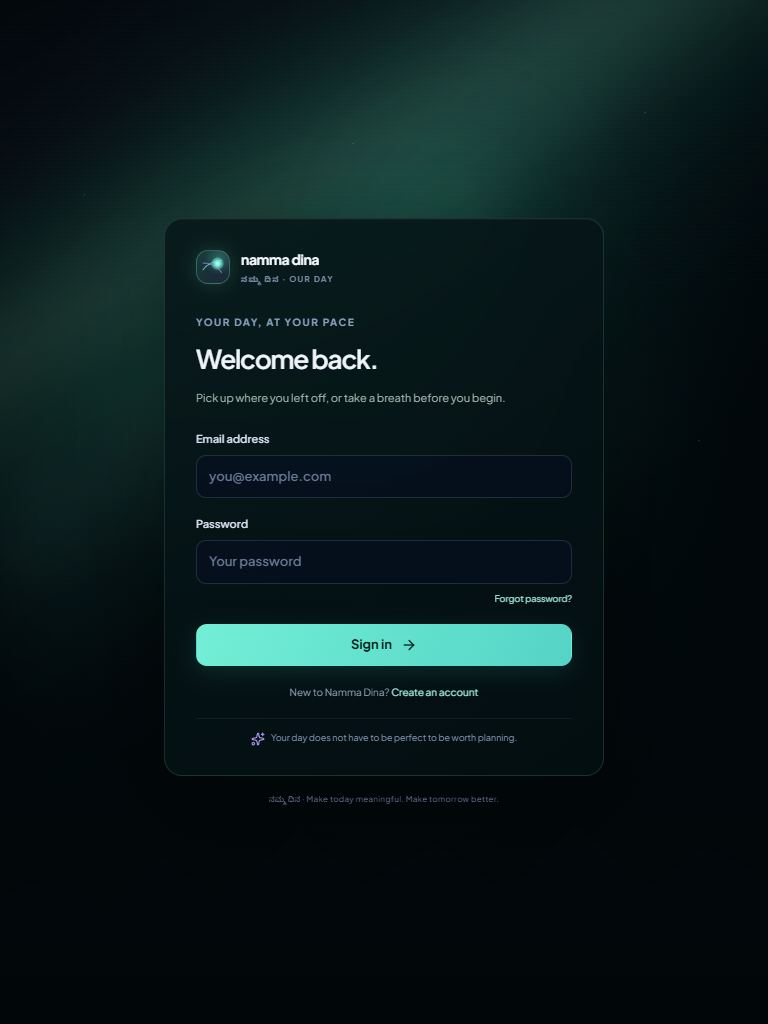 namma dina
ನಮ್ಮ ದಿನ · OUR DAY
YOUR DAY, AT YOUR PACE
Welcome back.
Pick up where you left off, or take a breath before you begin.
Email address
you@example.com
Password
Your password
Forgot password?
Sign in →
New to Namma Dina? Create an account
Your day does not have to be perfect to be worth planning.
ನಮ್ಮ ದಿನ · Make today meaningful. Make tomorrow better.